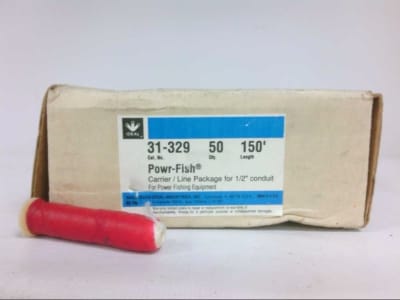 IDEAL
31-329 50 150'
Cat. No. Qty. Length
Powr-Fish®
Carrier / Line Package for 1/2" conduit
For Power Fishing Equipment